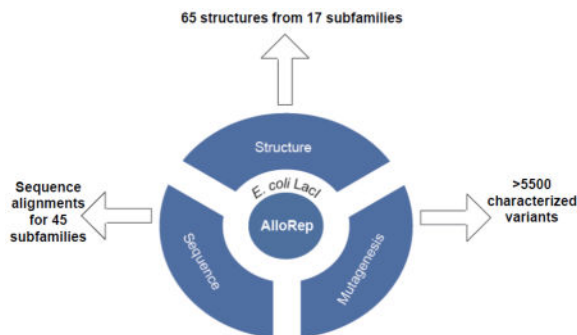 65 structures from 17 subfamilies
Structure
E. coli LacI
AlloRep
Sequence
alignments
for 45
subfamilies
>5500
characterized
variants
Sequence
Mutagenesis